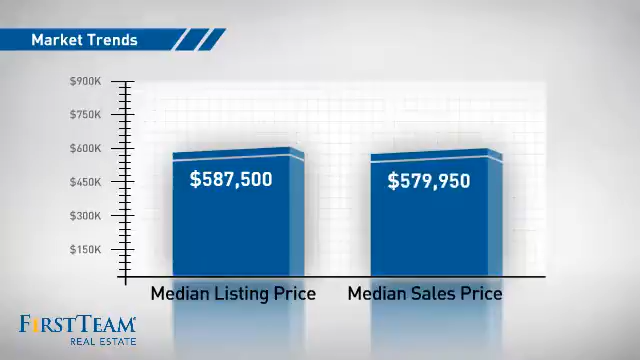 Market Trends
$900K
$750K
$600K
$450K
$300K
$150K
$587,500
$579,950
Median Listing Price
Median Sales Price
FIRSTTEAM®
REAL ESTATE